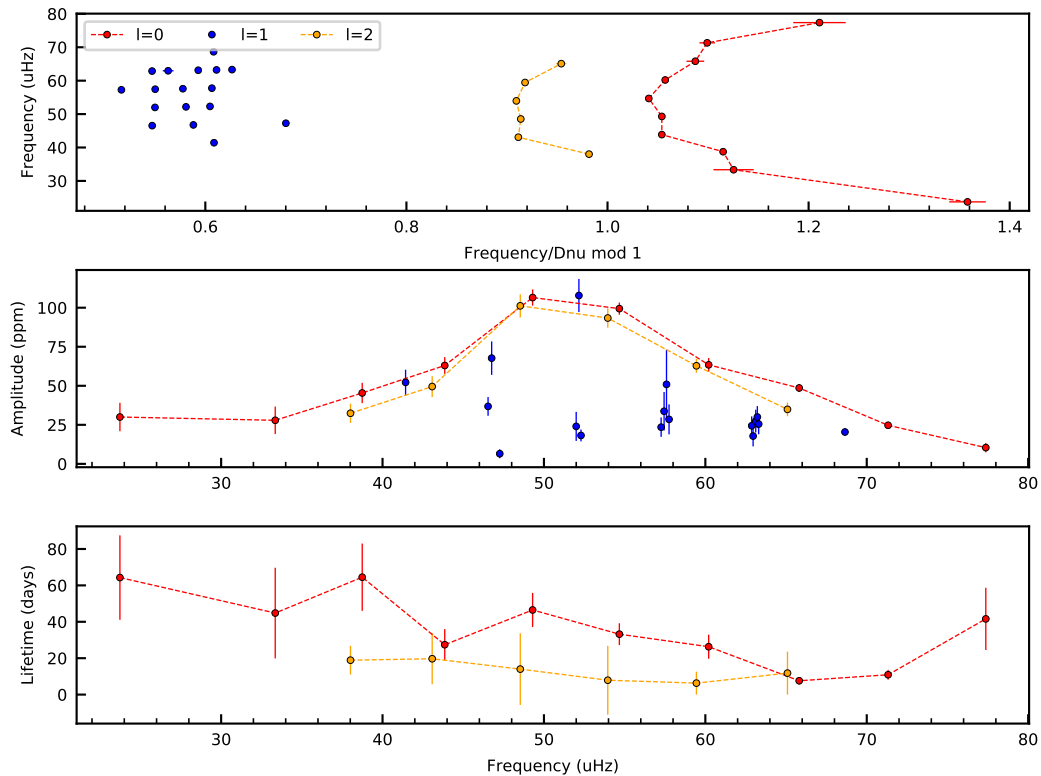 80
70
60
50
40
30
Frequency (uHz)
l=0 l=1 l=2
0.6 0.8 1.0 1.2 1.4
Frequency/Dnu mod 1
100
75
50
25
0
Amplitude (ppm)
30 40 50 60 70 80
80
60
40
20
0
Lifetime (days)
30 40 50 60 70 80
Frequency (uHz)